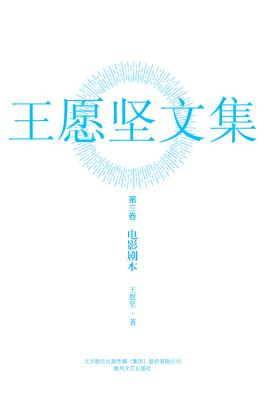 王愿坚文集
第三卷
电影剧本
王愿坚·著
北方联合出版传媒（集团）股份有限公司
春风文艺出版社